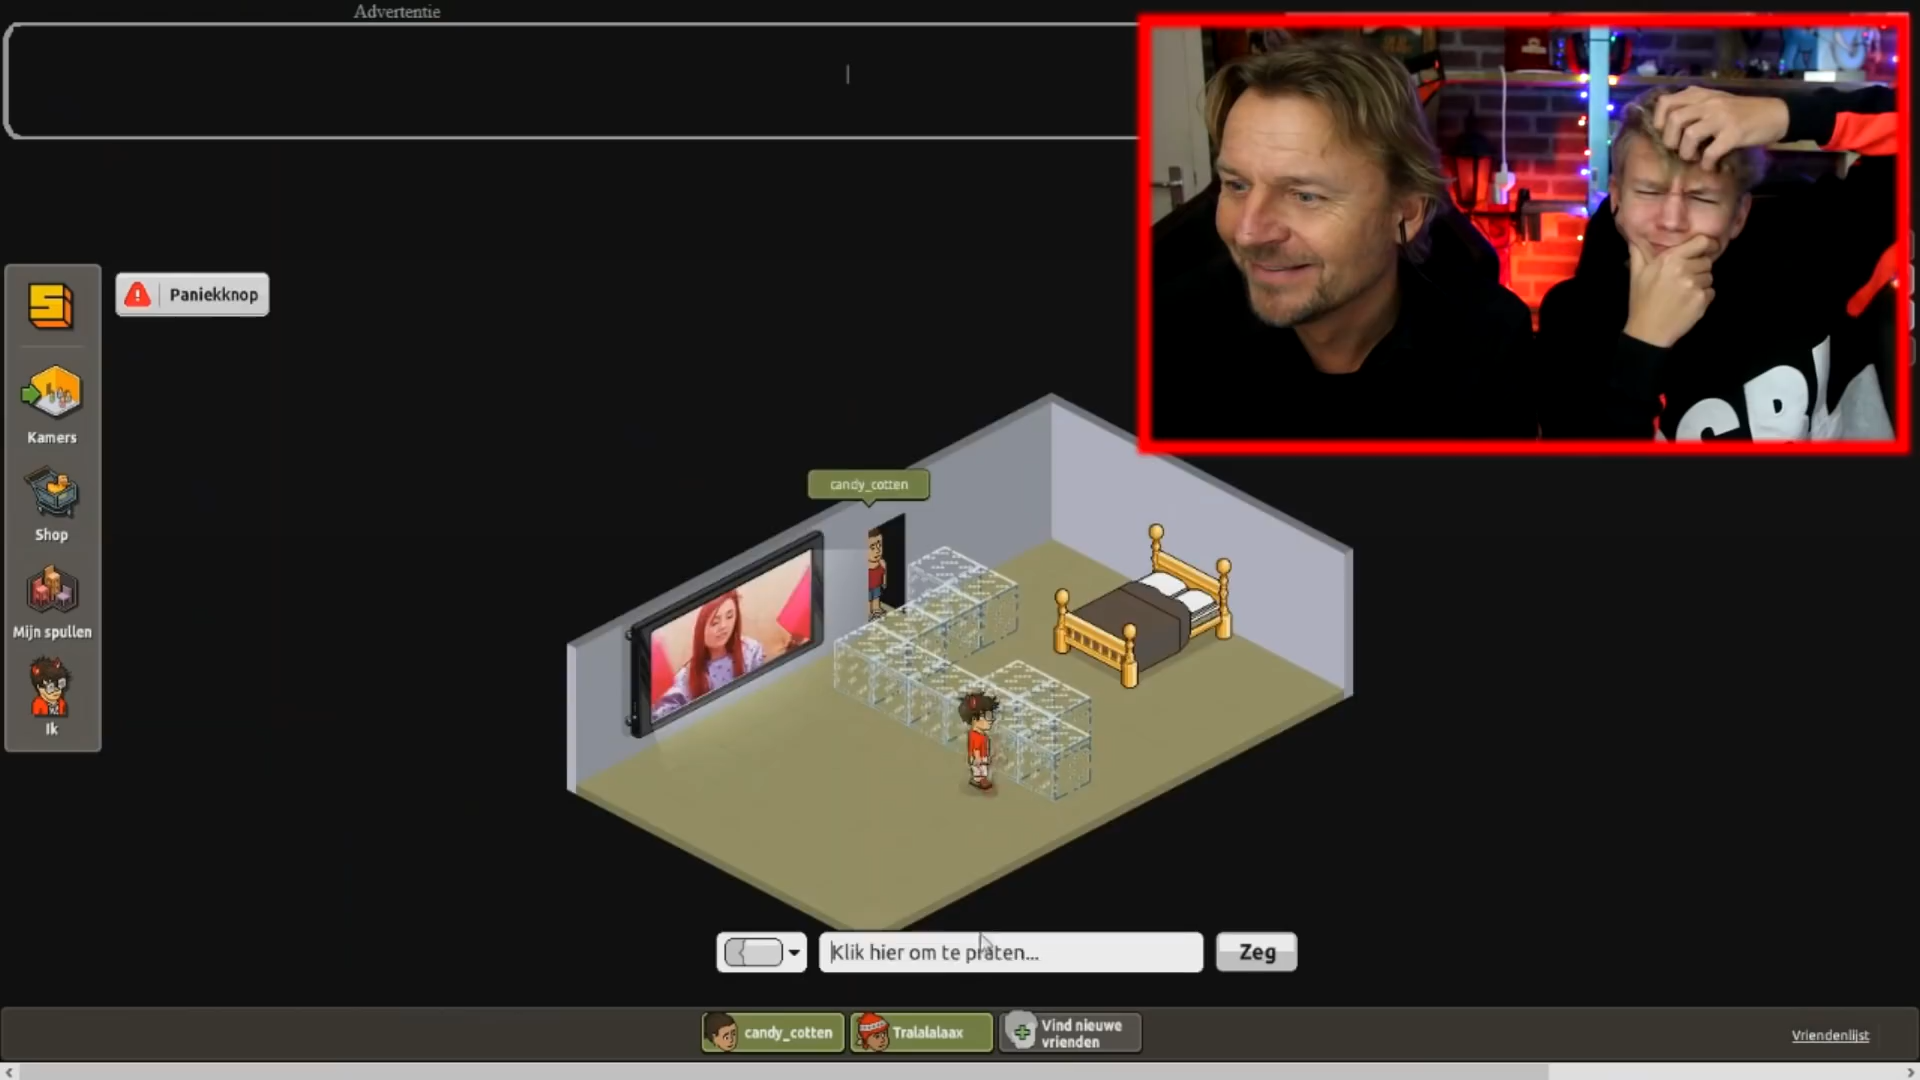 Advertentie
Paniekknop
Kamers
Shop
Mijn spullen
Ik
candy_cotten
Klik hier om te praten...
Zeg
candy_cotten
Tralalalaax
Vind nieuwe
vrienden
Vriendenlijst